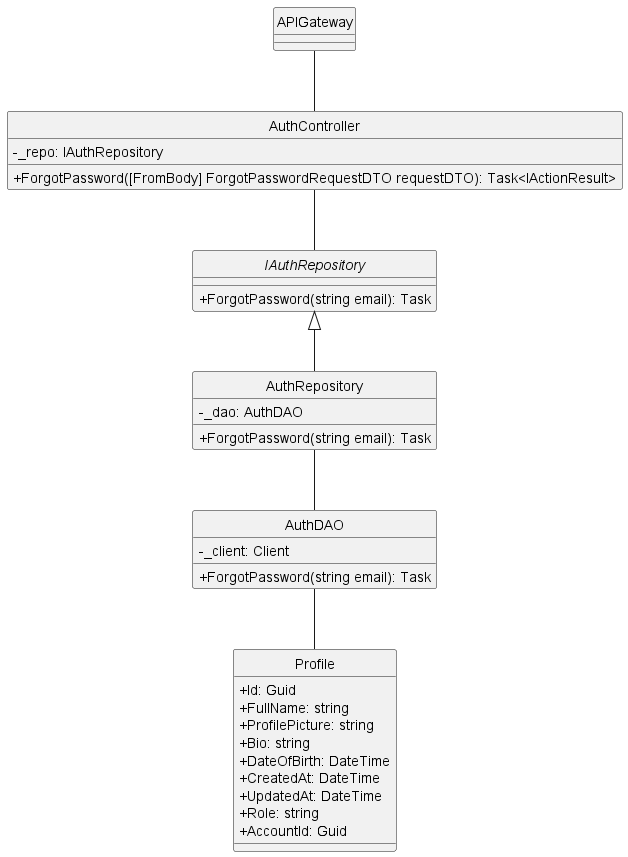 APIGateway
AuthController
-_repo: IAuthRepository
+ForgotPassword([FromBody] ForgotPasswordRequestDTO requestDTO): Task<IActionResult>
IAuthRepository
+ForgotPassword(string email): Task
AuthRepository
-_dao: AuthDAO
+ForgotPassword(string email): Task
AuthDAO
-_client: Client
+ForgotPassword(string email): Task
Profile
+Id: Guid
+FullName: string
+ProfilePicture: string
+Bio: string
+DateOfBirth: DateTime
+CreatedAt: DateTime
+UpdatedAt: DateTime
+Role: string
+AccountId: Guid